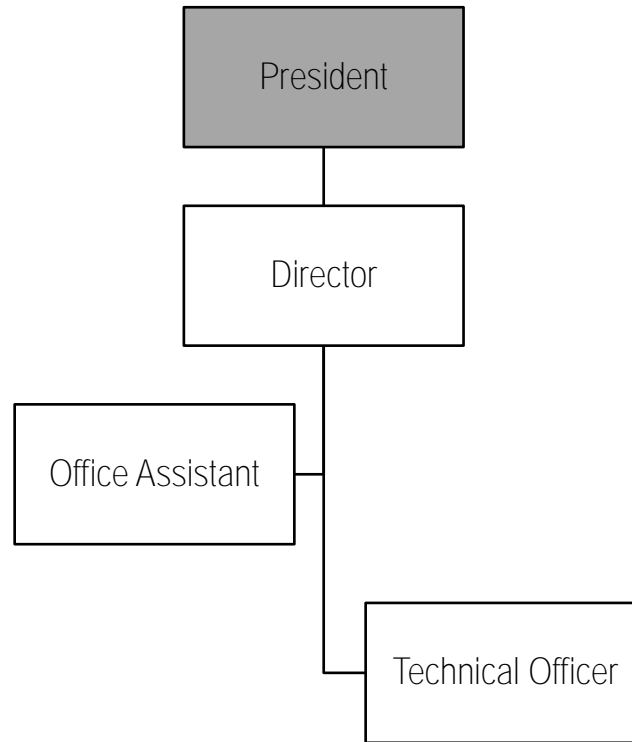 President
Director
Office Assistant
Technical Officer